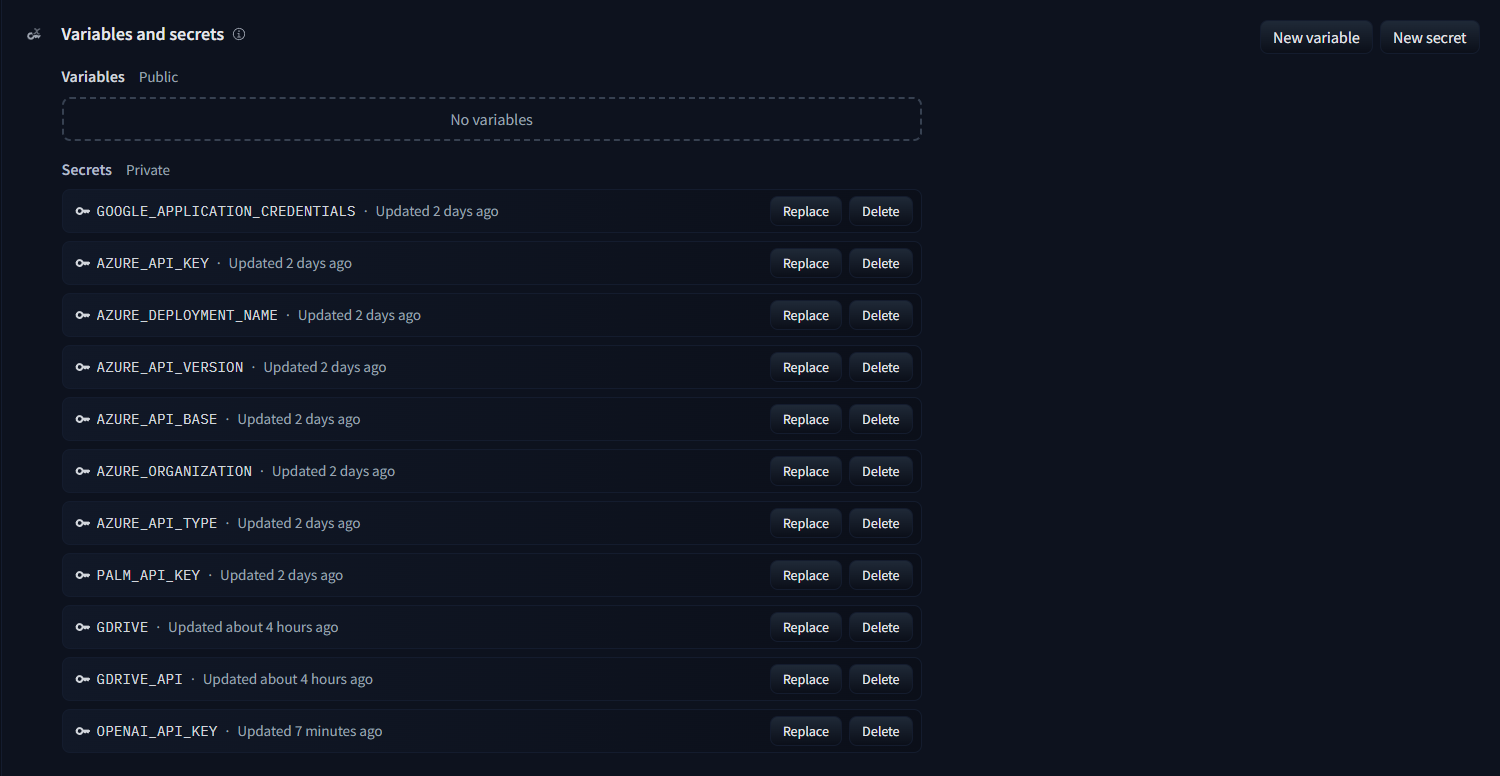 Variables and secrets
New variable New secret
Variables Public
No variables
Secrets Private
GOOGLE_APPLICATION_CREDENTIALS · Updated 2 days ago Replace Delete
AZURE_API_KEY · Updated 2 days ago Replace Delete
AZURE_DEPLOYMENT_NAME · Updated 2 days ago Replace Delete
AZURE_API_VERSION · Updated 2 days ago Replace Delete
AZURE_API_BASE · Updated 2 days ago Replace Delete
AZURE_ORGANIZATION · Updated 2 days ago Replace Delete
AZURE_API_TYPE · Updated 2 days ago Replace Delete
PALM_API_KEY · Updated 2 days ago Replace Delete
GDRIVE · Updated about 4 hours ago Replace Delete
GDRIVE_API · Updated about 4 hours ago Replace Delete
OPENAI_API_KEY · Updated 7 minutes ago Replace Delete